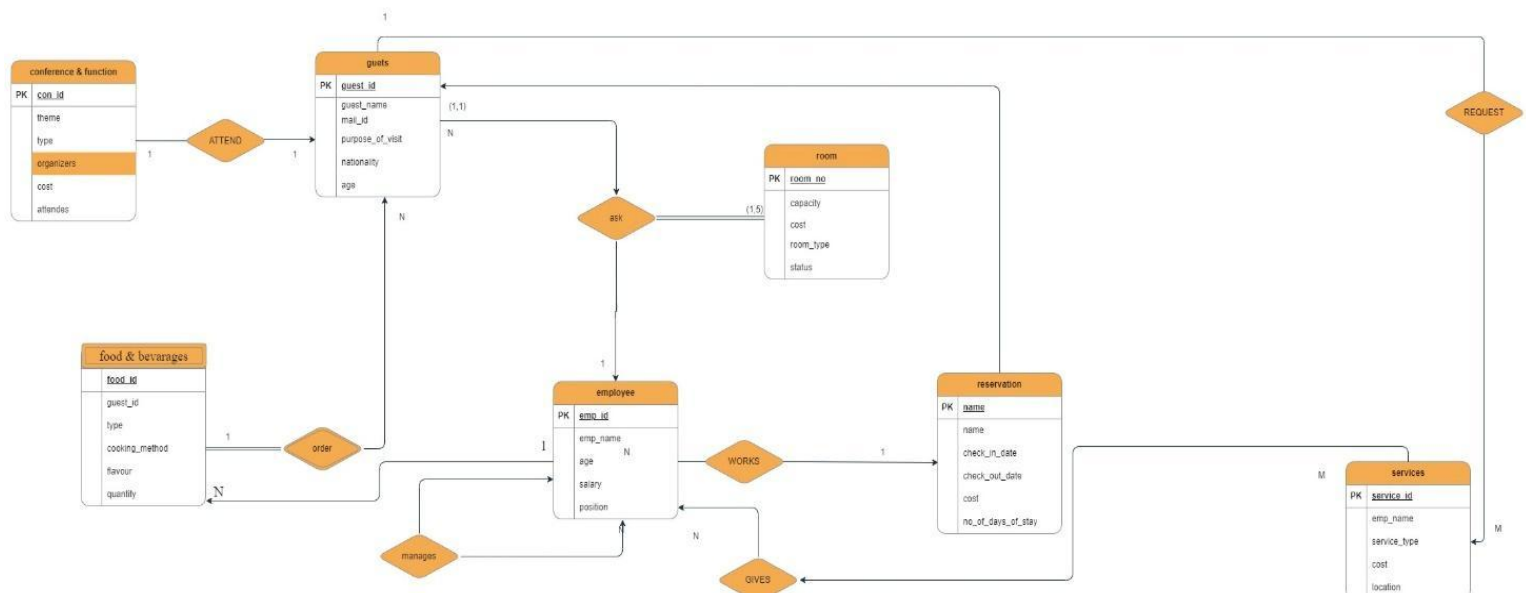 1
conference & function
PK con_id
theme
type
organizers
cost
attendes
1
ATTEND
1
guets
PK guest_id
guest_name
mail_id
purpose_of_visit
nationality
age
(1,1)
N
N
REQUEST
ask
(1,5)
room
PK room_no
capacity
cost
room_type
status
food & bevarages
food_id
guest_id
type
cooking_method
flavour
quantity
1
N
order
1
1
employee
PK emp_id
emp_name
age
salary
position
N
N
manages
WORKS
1
reservation
PK name
name
check_in_date
check_out_date
cost
no_of_days_of_stay
N
GIVES
M
services
PK service_id
emp_name
service_type
cost
location
M